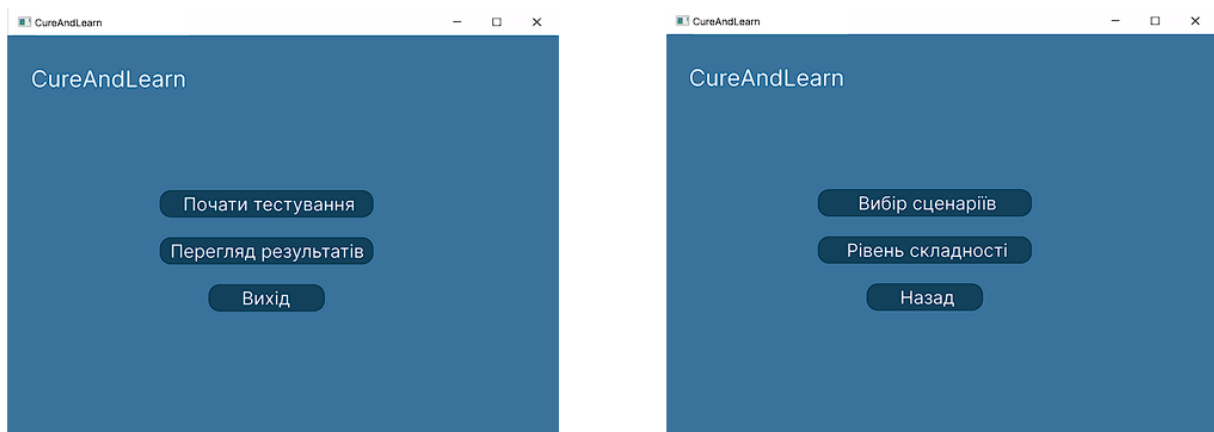 CureAndLearn
CureAndLearn
Почати тестування
Перегляд результатів
Вихід
CureAndLearn
CureAndLearn
Вибір сценаріїв
Рівень складності
Назад